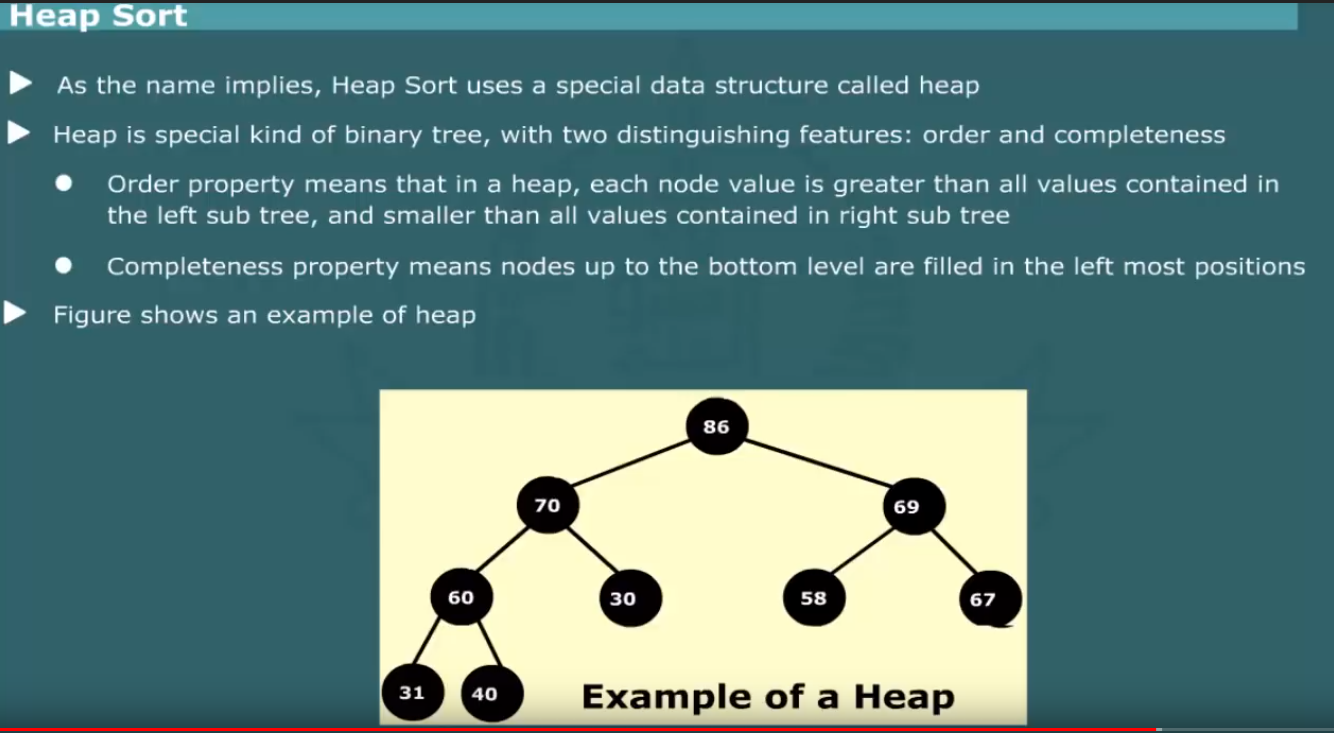 Heap Sort
As the name implies, Heap Sort uses a special data structure called heap
Heap is special kind of binary tree, with two distinguishing features: order and completeness
Order property means that in a heap, each node value is greater than all values contained in
the left sub tree, and smaller than all values contained in right sub tree
Completeness property means nodes up to the bottom level are filled in the left most positions
Figure shows an example of heap
86
70 69
60 30 58 67
31 40 Example of a Heap